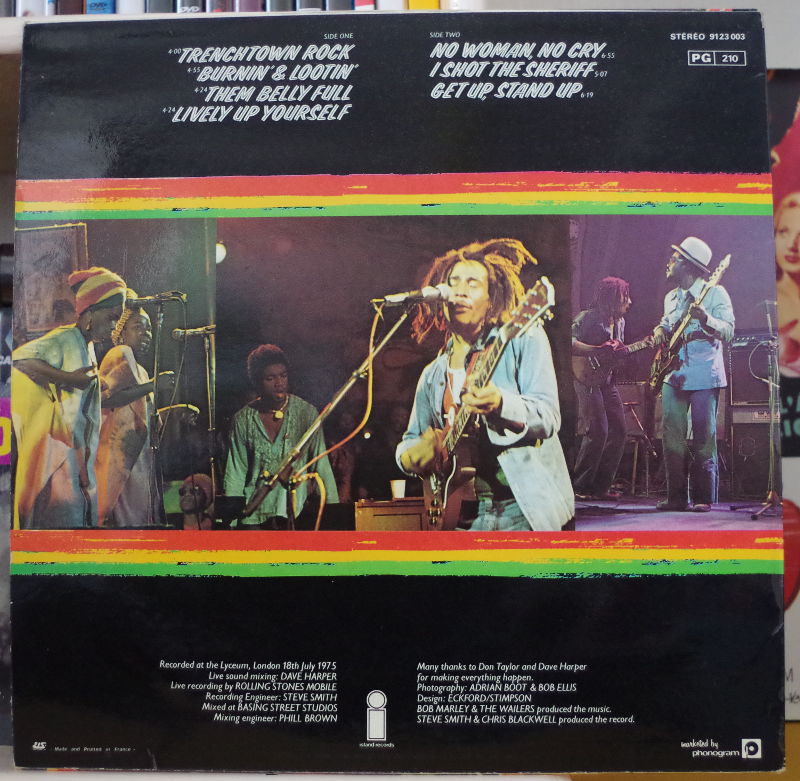 SIDE ONE
4·00 TRENCHTOWN ROCK
4·55 BURNIN' & LOOTIN'
4·24 THEM BELLY FULL
4·24 LIVELY UP YOURSELF
SIDE TWO
NO WOMAN, NO CRY 6·55
I SHOT THE SHERIFF 5·07
GET UP, STAND UP 6·19
STÉRÉO 9123 003
PG 210
Recorded at the Lyceum, London 18th July 1975
Live sound mixing: DAVE HARPER
Live recording by ROLLING STONES MOBILE
Recording Engineer: STEVE SMITH
Mixed at BASING STREET STUDIOS
Mixing engineer: PHILL BROWN
island records
Many thanks to Don Taylor and Dave Harper
for making everything happen.
Photography: ADRIAN BOOT & BOB ELLIS
Design: ECKFORD/STIMPSON
BOB MARLEY & THE WAILERS produced the music.
STEVE SMITH & CHRIS BLACKWELL produced the record.
- Made and Printed in France -
marketed by
phonogram